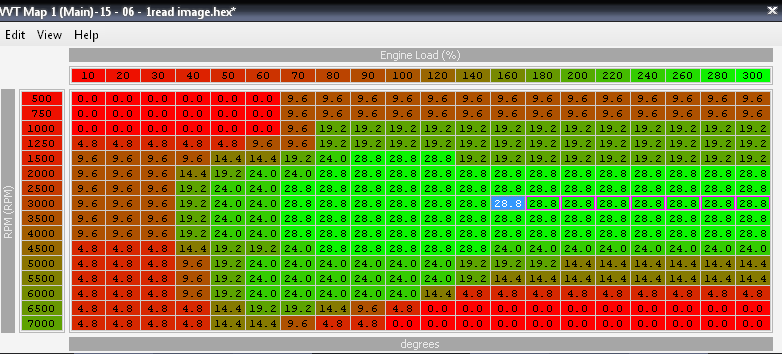 VVT Map 1 (Main)-15 - 06 - 1read image.hex*
Edit View Help
Engine Load (%)
10 20 30 40 50 60 70 80 90 100 120 140 160 180 200 220 240 260 280 300
RPM (RPM)
500 0.0 0.0 0.0 0.0 0.0 0.0 9.6 9.6 9.6 9.6 9.6 9.6 9.6 9.6 9.6 9.6 9.6 9.6 9.6 9.6
750 0.0 0.0 0.0 0.0 0.0 0.0 9.6 9.6 9.6 9.6 9.6 9.6 9.6 9.6 9.6 9.6 9.6 9.6 9.6 9.6
1000 0.0 0.0 0.0 0.0 0.0 0.0 9.6 19.2 19.2 19.2 19.2 19.2 19.2 19.2 19.2 19.2 19.2 19.2 19.2 19.2
1250 4.8 4.8 4.8 4.8 4.8 9.6 9.6 19.2 19.2 19.2 19.2 19.2 19.2 19.2 19.2 19.2 19.2 19.2 19.2 19.2
1500 9.6 9.6 9.6 9.6 14.4 14.4 19.2 24.0 28.8 28.8 28.8 19.2 19.2 19.2 19.2 19.2 19.2 19.2 19.2 19.2
2000 9.6 9.6 9.6 14.4 19.2 24.0 24.0 28.8 28.8 28.8 28.8 28.8 28.8 28.8 28.8 28.8 28.8 28.8 28.8 28.8
2500 9.6 9.6 9.6 19.2 24.0 24.0 28.8 28.8 28.8 28.8 28.8 28.8 28.8 28.8 28.8 28.8 28.8 28.8 28.8 28.8
3000 9.6 9.6 9.6 19.2 24.0 24.0 28.8 28.8 28.8 28.8 28.8 28.8 28.8 28.8 28.8 28.8 28.8 28.8 28.8 28.8
3500 9.6 9.6 9.6 19.2 24.0 24.0 28.8 28.8 28.8 28.8 28.8 28.8 28.8 28.8 28.8 28.8 28.8 28.8 28.8 28.8
4000 9.6 9.6 9.6 19.2 24.0 24.0 28.8 28.8 28.8 28.8 28.8 28.8 28.8 28.8 28.8 28.8 28.8 28.8 28.8 28.8
4500 4.8 4.8 4.8 14.4 19.2 19.2 24.0 28.8 28.8 28.8 28.8 28.8 24.0 24.0 24.0 24.0 24.0 24.0 24.0 24.0
5000 4.8 4.8 4.8 9.6 19.2 24.0 24.0 24.0 24.0 24.0 24.0 19.2 19.2 19.2 14.4 14.4 14.4 14.4 14.4 14.4
5500 4.8 4.8 4.8 9.6 19.2 24.0 24.0 24.0 24.0 24.0 24.0 19.2 14.4 14.4 14.4 14.4 14.4 14.4 14.4 14.4
6000 4.8 4.8 4.8 9.6 19.2 24.0 24.0 24.0 24.0 24.0 14.4 4.8 4.8 4.8 4.8 4.8 4.8 4.8 4.8 4.8
6500 4.8 4.8 4.8 4.8 14.4 19.2 19.2 14.4 9.6 4.8 0.0 0.0 0.0 0.0 0.0 0.0 0.0 0.0 0.0 0.0
7000 4.8 4.8 4.8 4.8 14.4 14.4 9.6 4.8 4.8 0.0 0.0 0.0 0.0 0.0 0.0 0.0 0.0 0.0 0.0 0.0
degrees